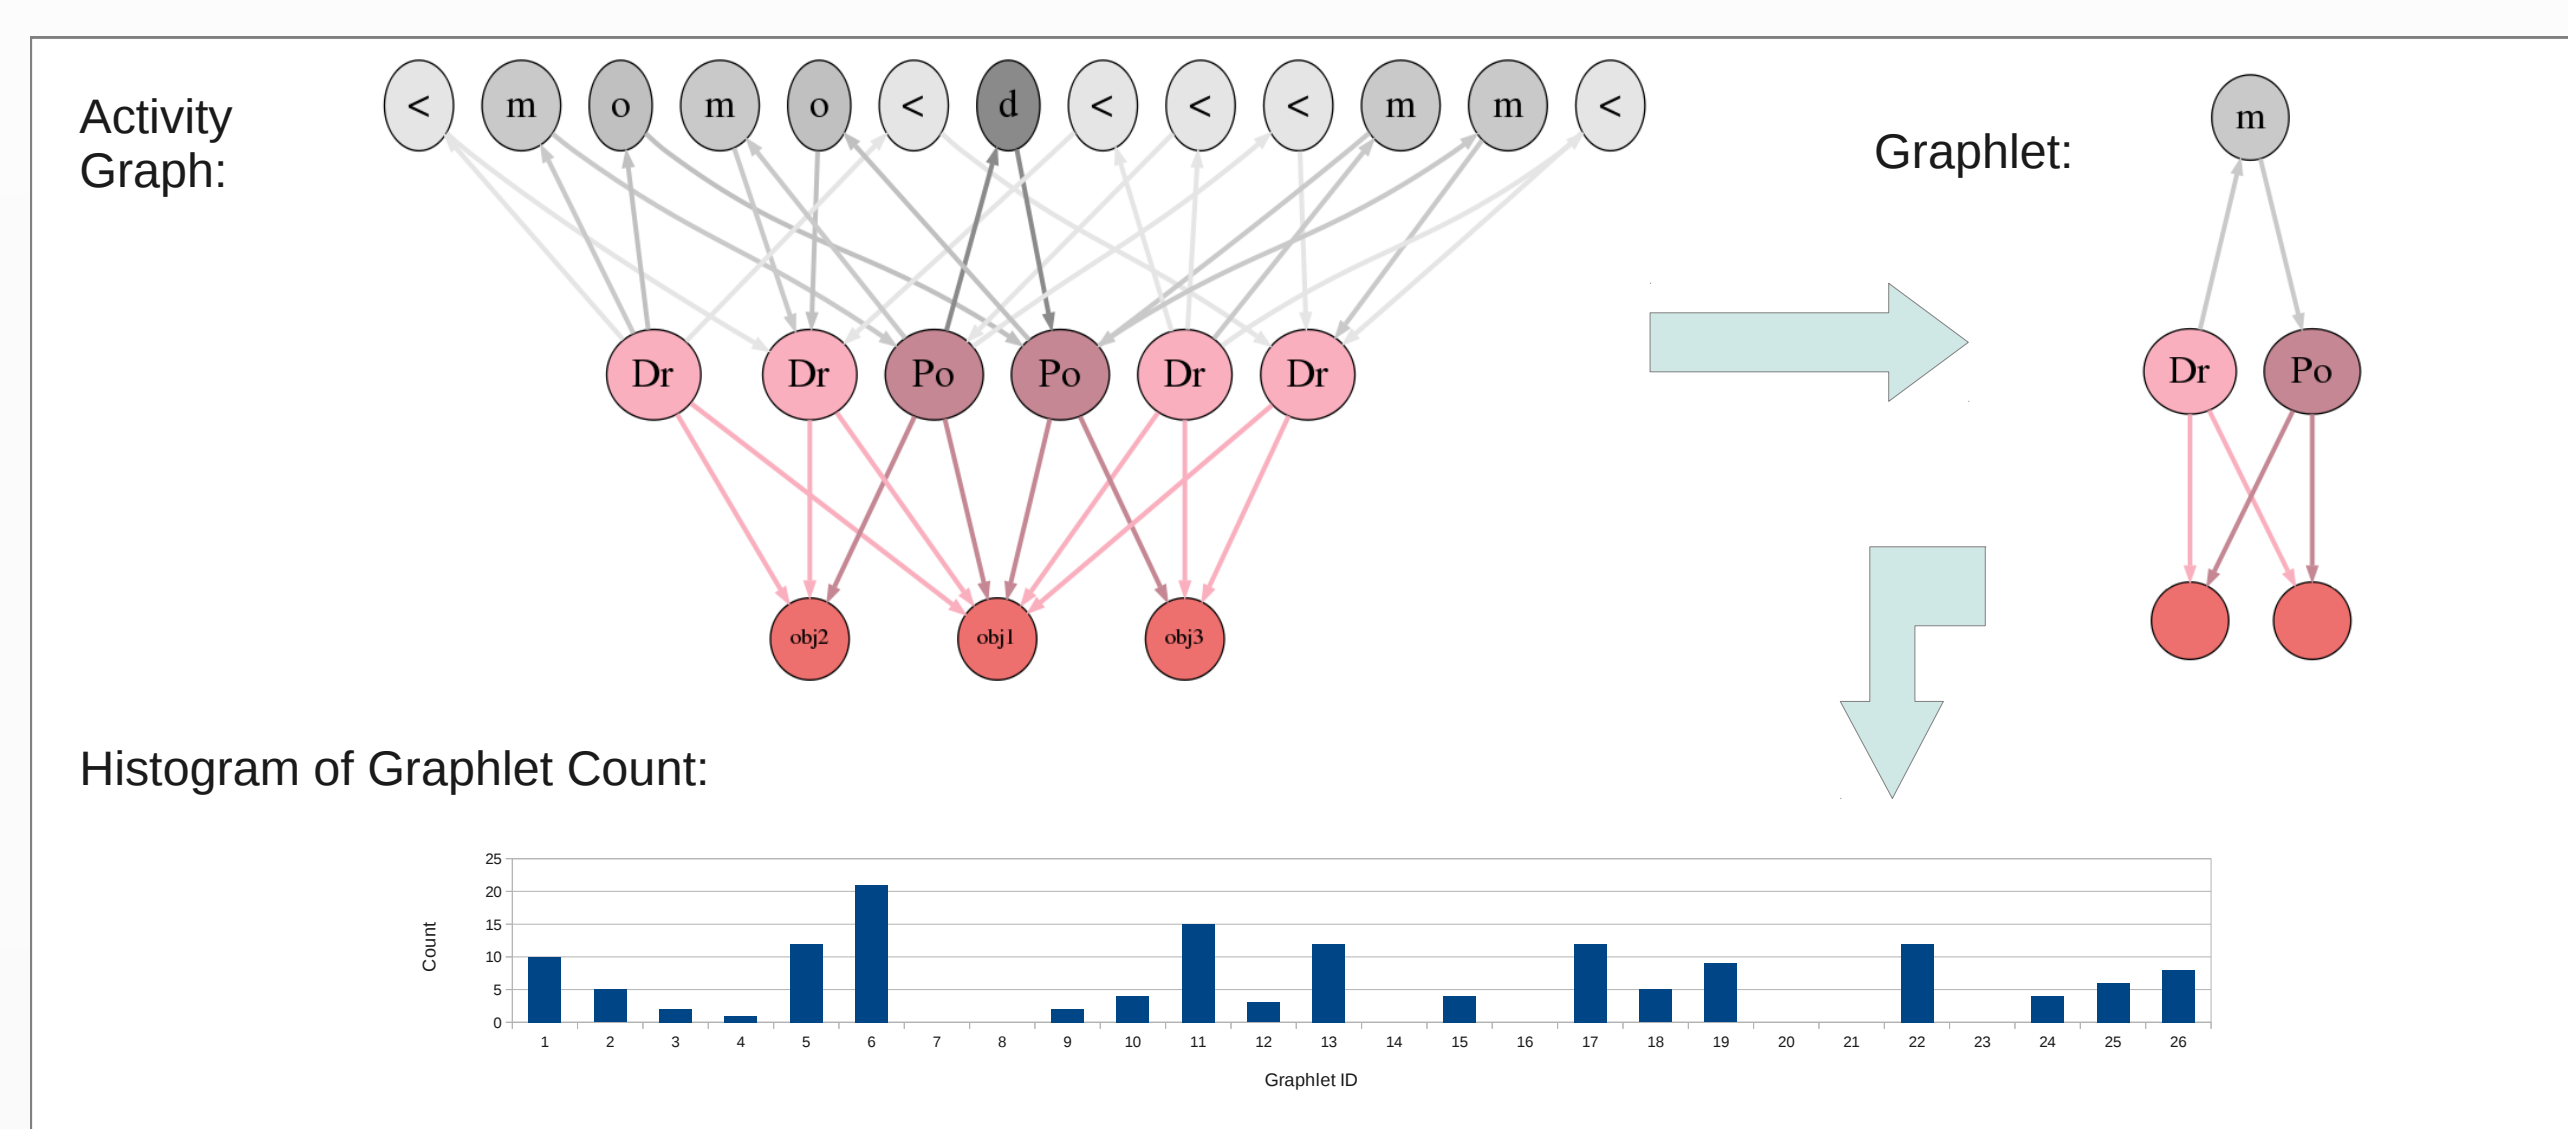 Activity
Graph:
< m o m o < d < < < m m <
Dr Dr Po Po Dr Dr
obj2 obj1 obj3
Graphlet:
m
Dr Po
Histogram of Graphlet Count:
25
20
15
10
5
0
Count
1 2 3 4 5 6 7 8 9 10 11 12 13 14 15 16 17 18 19 20 21 22 23 24 25 26
Graphlet ID